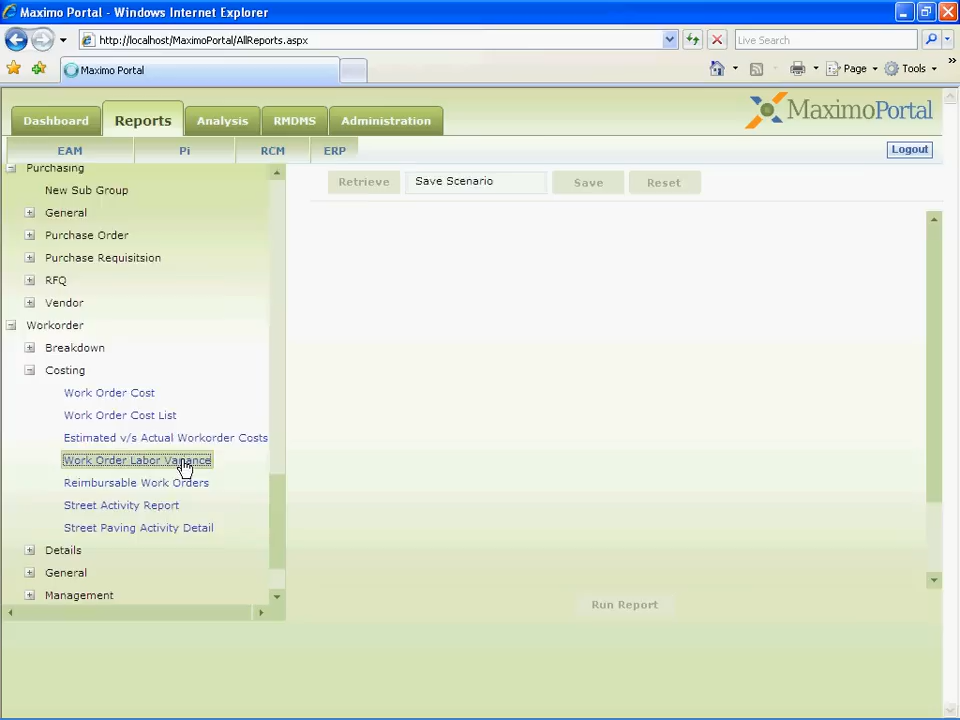 Maximo Portal - Windows Internet Explorer
http://localhost/MaximoPortal/AllReports.aspx
Live Search
Maximo Portal
Page
Tools
Dashboard
Reports
Analysis
RMDMS
Administration
MaximoPortal
EAM
Pi
RCM
ERP
Logout
Purchasing
New Sub Group
General
Purchase Order
Purchase Requisitsion
RFQ
Vendor
Workorder
Breakdown
Costing
Work Order Cost
Work Order Cost List
Estimated v/s Actual Workorder Costs
Work Order Labor Variance
Reimbursable Work Orders
Street Activity Report
Street Paving Activity Detail
Details
General
Management
Retrieve
Save Scenario
Save
Reset
Run Report